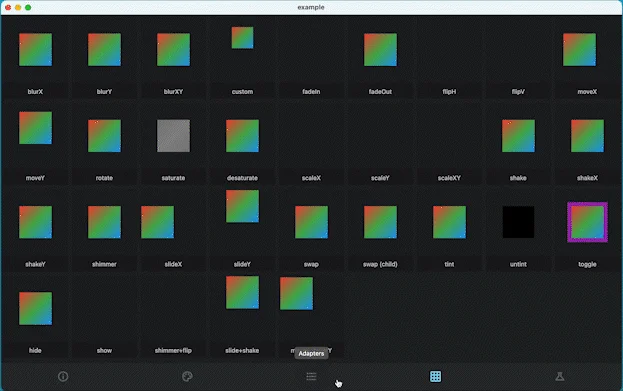 example
blurX blurY blurXY custom fadeIn fadeOut flipH flipV moveX
moveY rotate saturate desaturate scaleX scaleY scaleXY shake shakeX
shakeY shimmer slideX slideY swap swap (child) tint untint toggle
hide show shimmer+flip slide+shake
Adapters